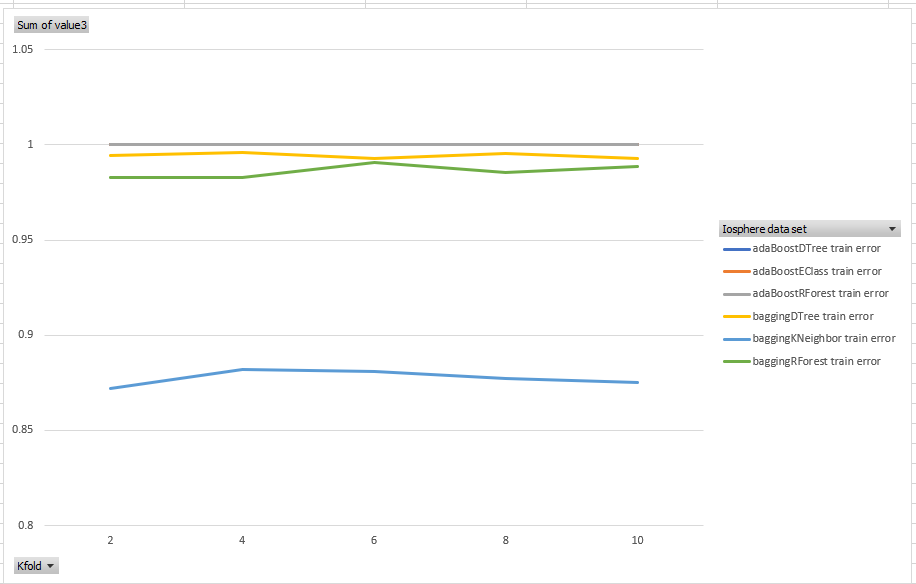 Sum of value3
1.05
1
0.95
0.9
0.85
0.8
2 4 6 8 10
Kfold
Iosphere data set
adaBoostDTree train error
adaBoostEClass train error
adaBoostRForest train error
baggingDTree train error
baggingKNeighbor train error
baggingRForest train error